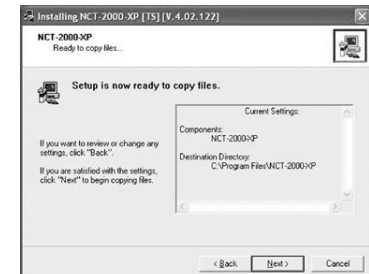 Installing NCT-2000-XP [TS] [V.4.02.122]
NCT-2000-XP
Ready to copy files...
Setup is now ready to copy files.
If you want to review or change any
settings, click "Back".
If you are satisfied with the settings,
click "Next" to begin copying files.
Current Settings:
Components:
NCT-2000-XP
Destination Directory:
C:\Program Files\NCT-2000-XP
< Back
Next >
Cancel